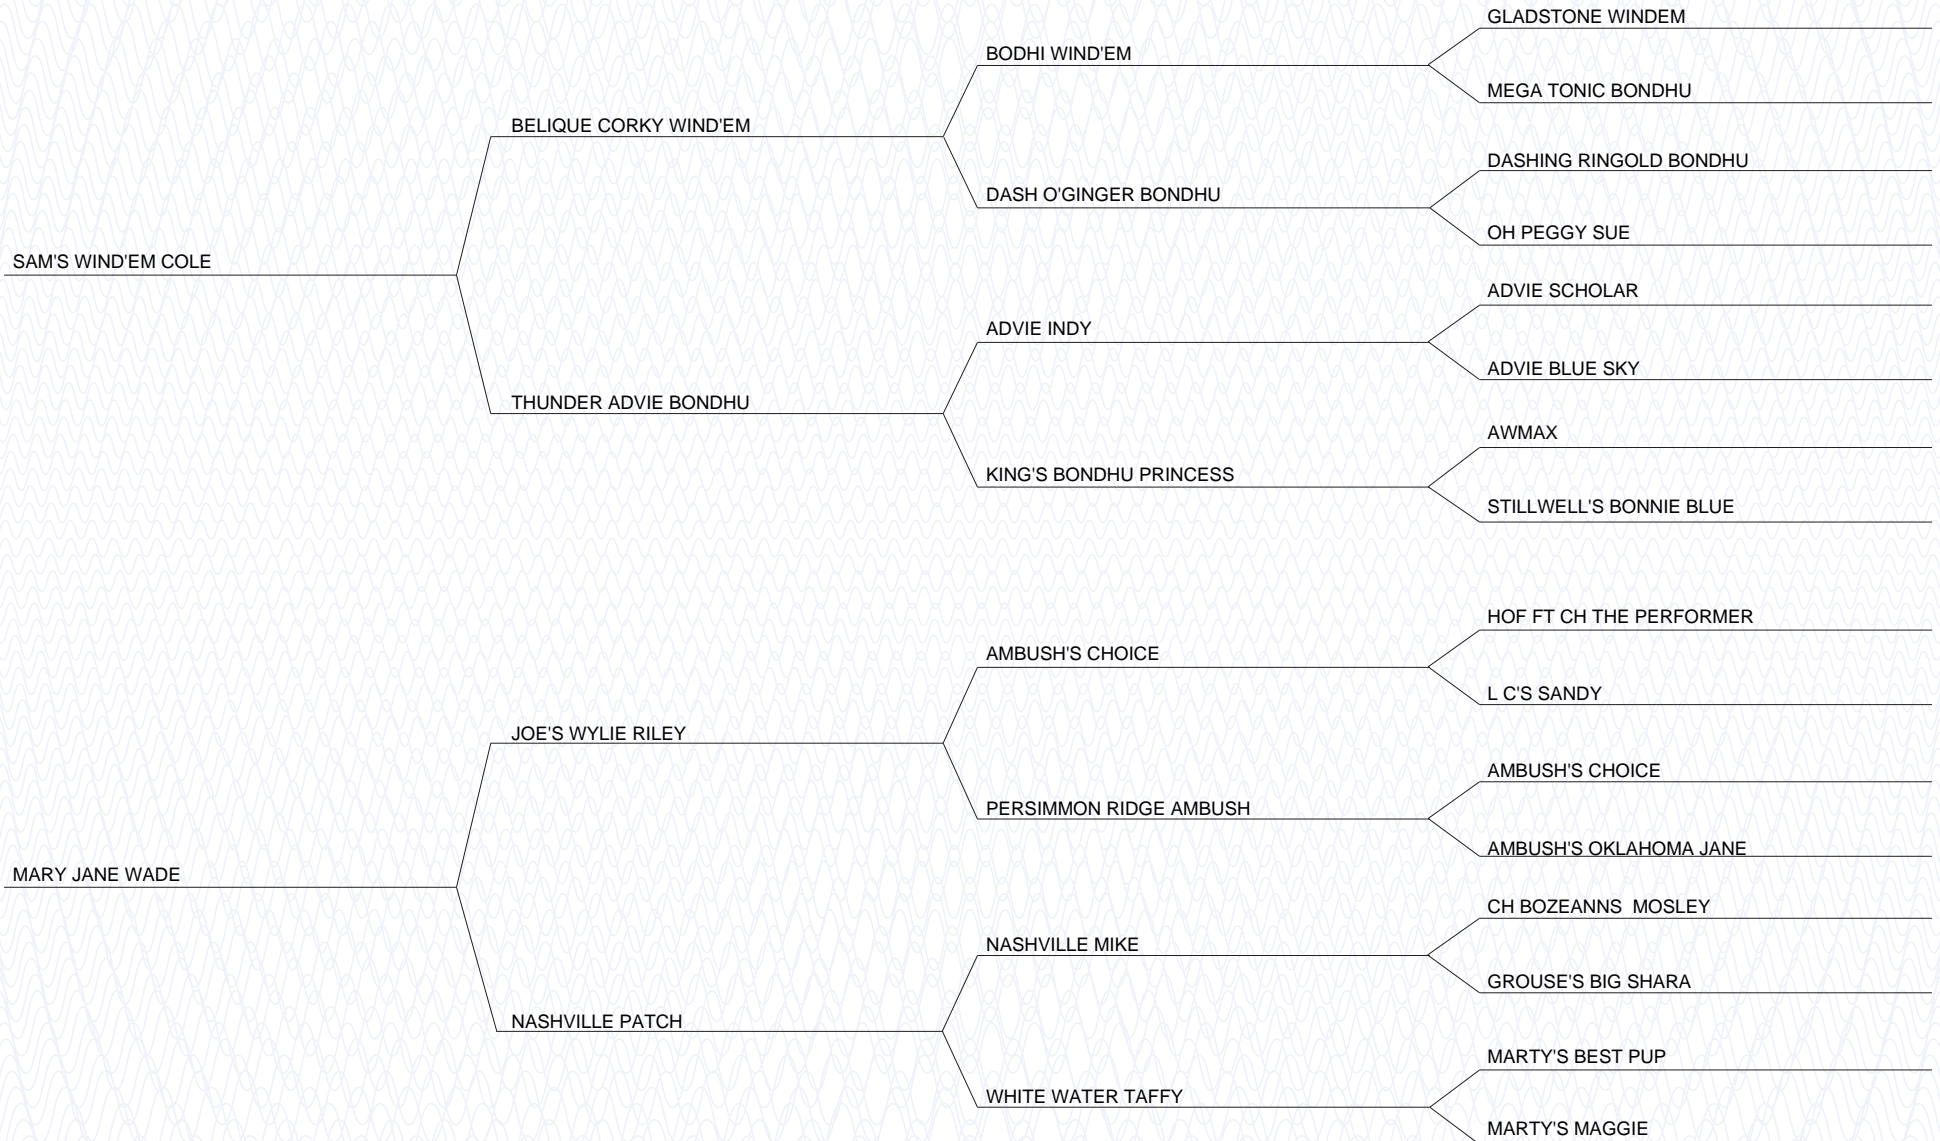 GLADSTONE WINDEM
BODHI WIND'EM
MEGA TONIC BONDHU
BELIQUE CORKY WIND'EM
DASHING RINGOLD BONDHU
DASH O'GINGER BONDHU
OH PEGGY SUE
SAM'S WIND'EM COLE
ADVIE SCHOLAR
ADVIE INDY
ADVIE BLUE SKY
THUNDER ADVIE BONDHU
AWMAX
KING'S BONDHU PRINCESS
STILLWELL'S BONNIE BLUE
HOF FT CH THE PERFORMER
AMBUSH'S CHOICE
L C'S SANDY
JOE'S WYLIE RILEY
AMBUSH'S CHOICE
PERSIMMON RIDGE AMBUSH
AMBUSH'S OKLAHOMA JANE
MARY JANE WADE
CH BOZEANNS  MOSLEY
NASHVILLE MIKE
GROUSE'S BIG SHARA
NASHVILLE PATCH
MARTY'S BEST PUP
WHITE WATER TAFFY
MARTY'S MAGGIE